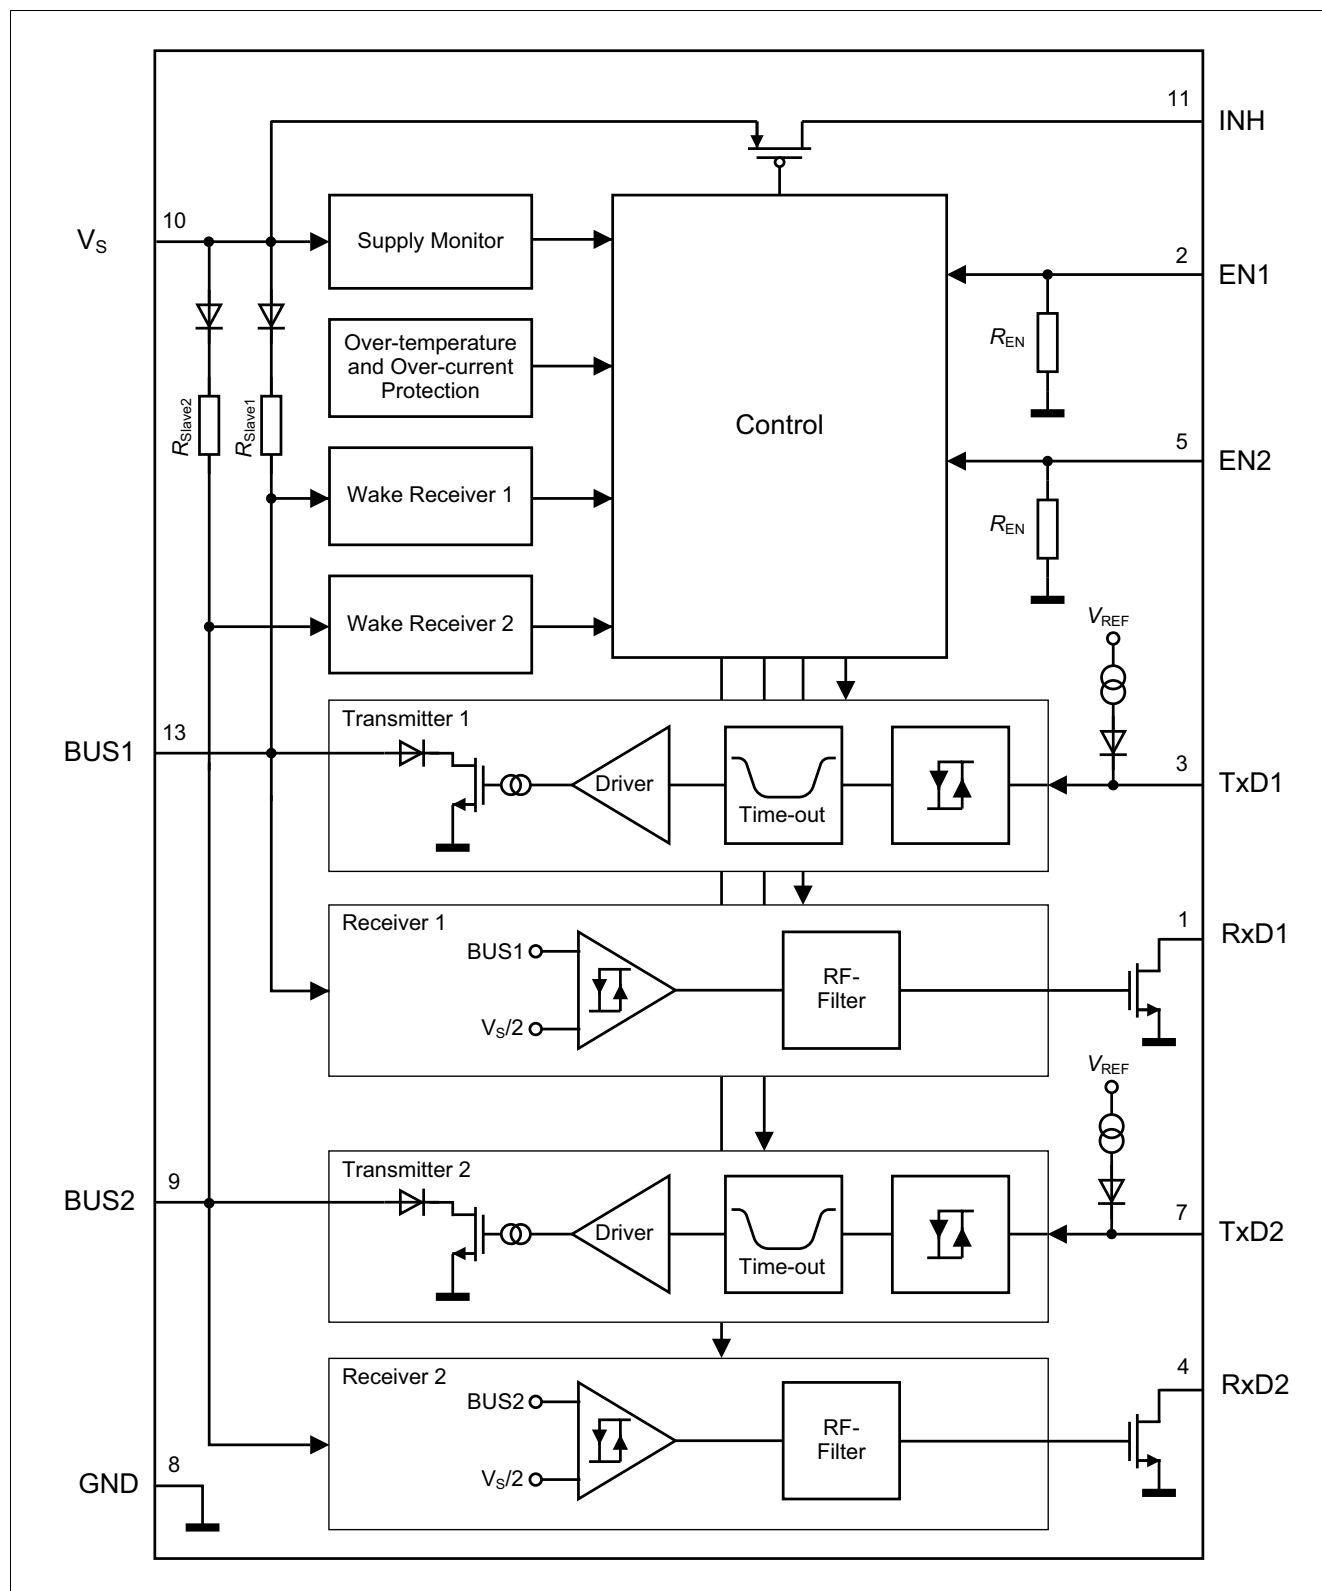 11
INH
10
VS
Supply Monitor
2
EN1
Over-temperature
and Over-current
Protection
REN
Control
RSlave2
RSlave1
5
EN2
Wake Receiver 1
REN
Wake Receiver 2
VREF
Transmitter 1
13
BUS1
Driver
Time-out
3
TxD1
Receiver 1
1
RxD1
BUS1
RF-
Filter
VS/2
VREF
Transmitter 2
9
BUS2
Driver
Time-out
7
TxD2
Receiver 2
4
RxD2
BUS2
RF-
Filter
VS/2
8
GND